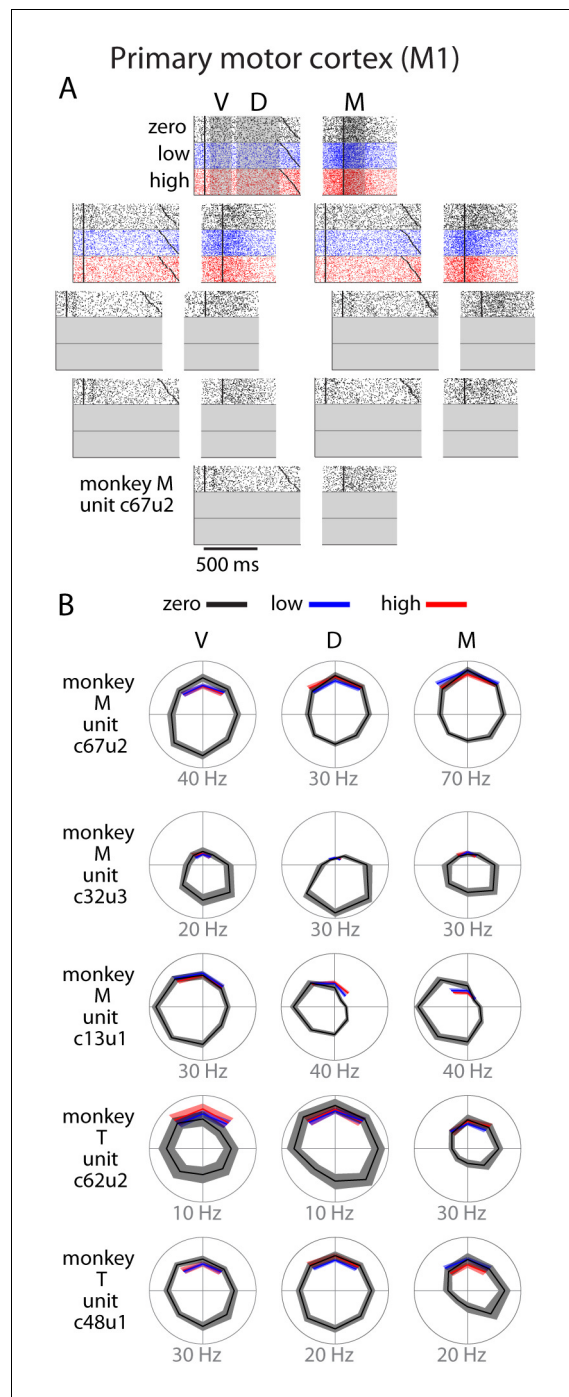 Primary motor cortex (M1)
A
V D M
zero
low
high
monkey M
unit c67u2
500 ms
B
zero low high
V D M
monkey
M
unit
c67u2
40 Hz 30 Hz 70 Hz
monkey
M
unit
c32u3
20 Hz 30 Hz 30 Hz
monkey
M
unit
c13u1
30 Hz 40 Hz 40 Hz
monkey
T
unit
c62u2
10 Hz 10 Hz 30 Hz
monkey
T
unit
c48u1
30 Hz 20 Hz 20 Hz